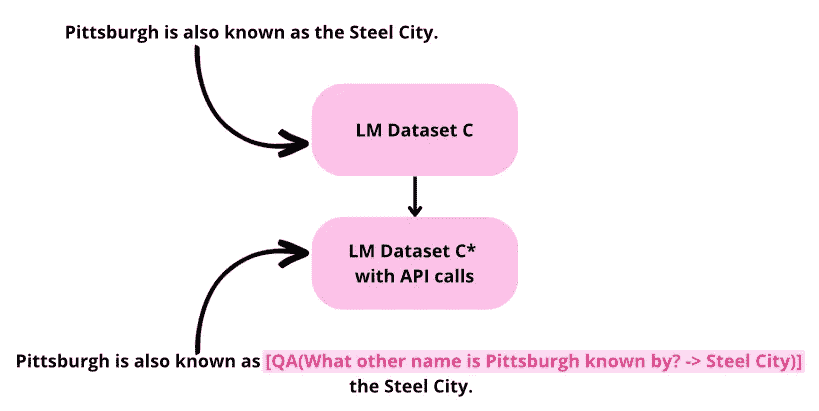 Pittsburgh is also known as the Steel City.
LM Dataset C
LM Dataset C*
with API calls
Pittsburgh is also known as [QA(What other name is Pittsburgh known by? -> Steel City)]
the Steel City.